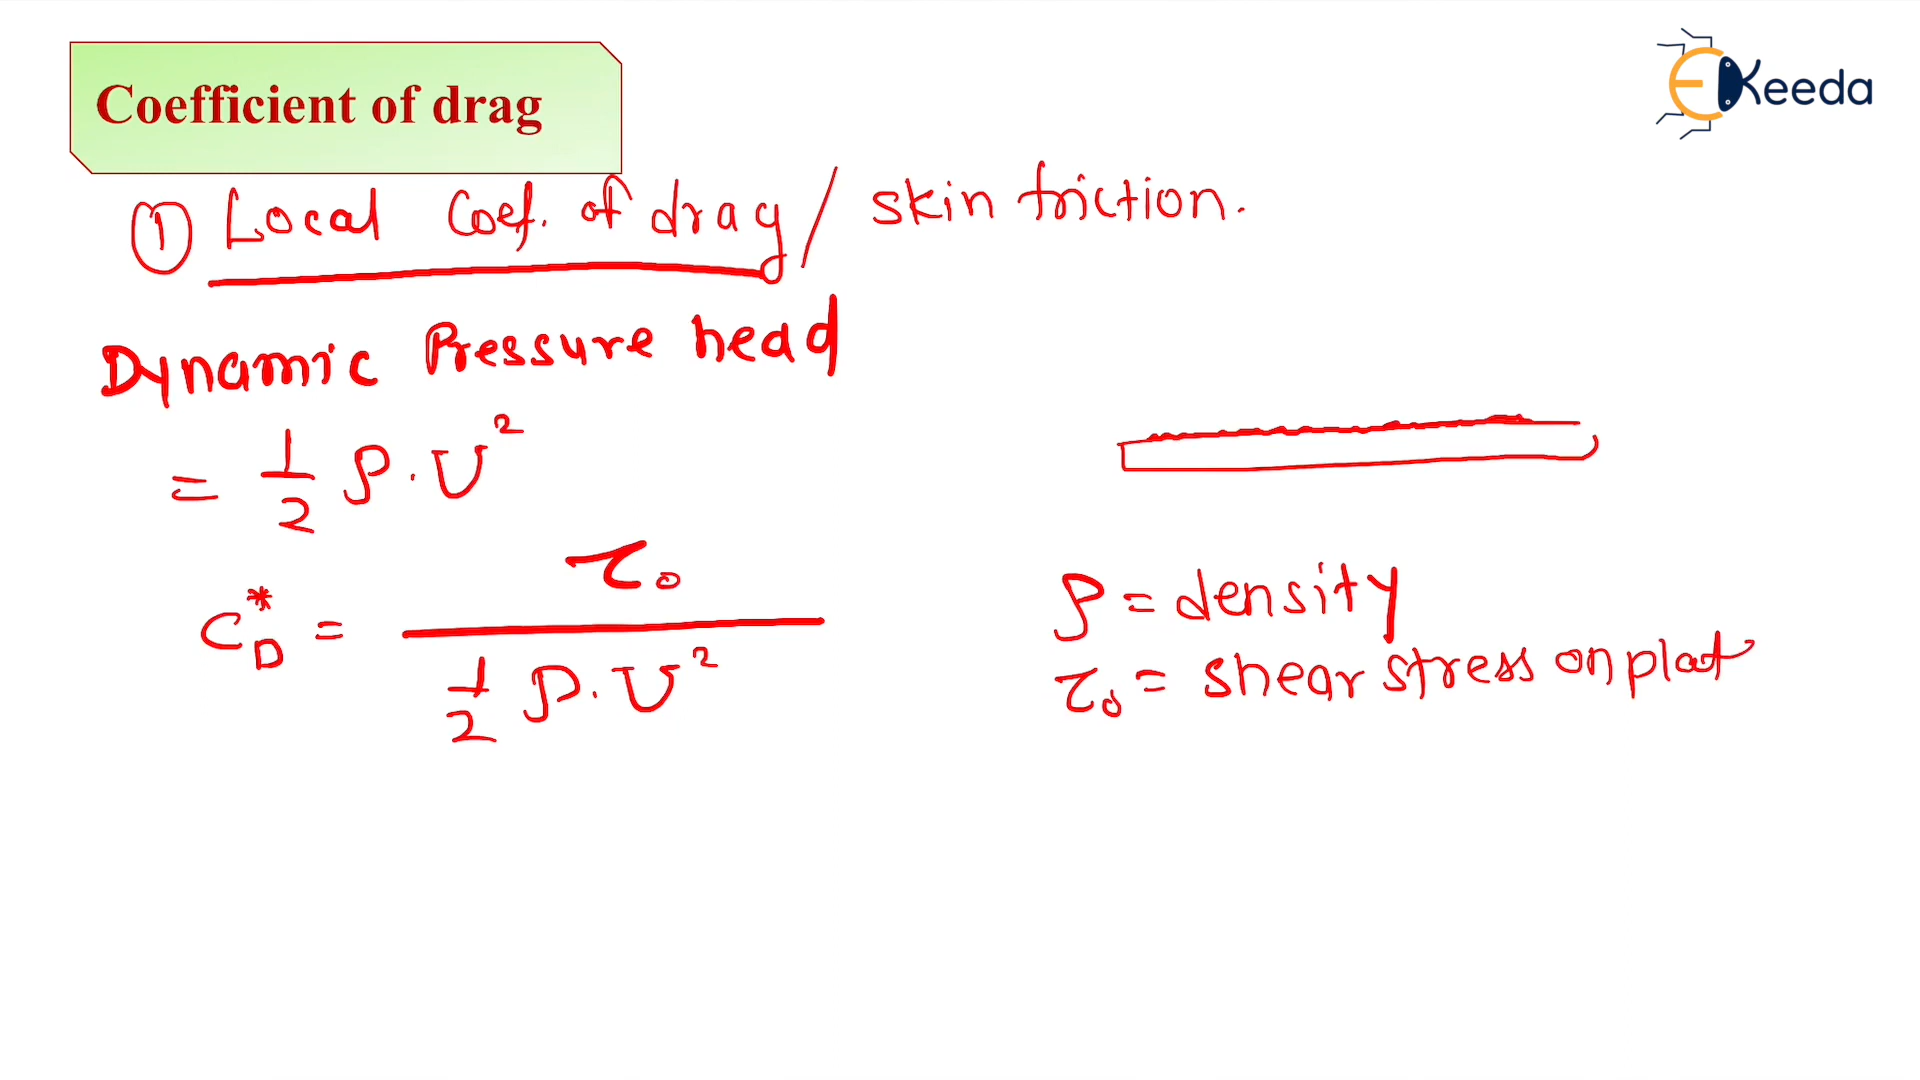 Coefficient of drag
EKeeda
① Local Coef. of drag / skin friction.
Dynamic Pressure head
= 1/2 ρ . U²
C_D^* = τ₀ / (1/2 ρ . U²)
ρ = density
τ₀ = shear stress on plat